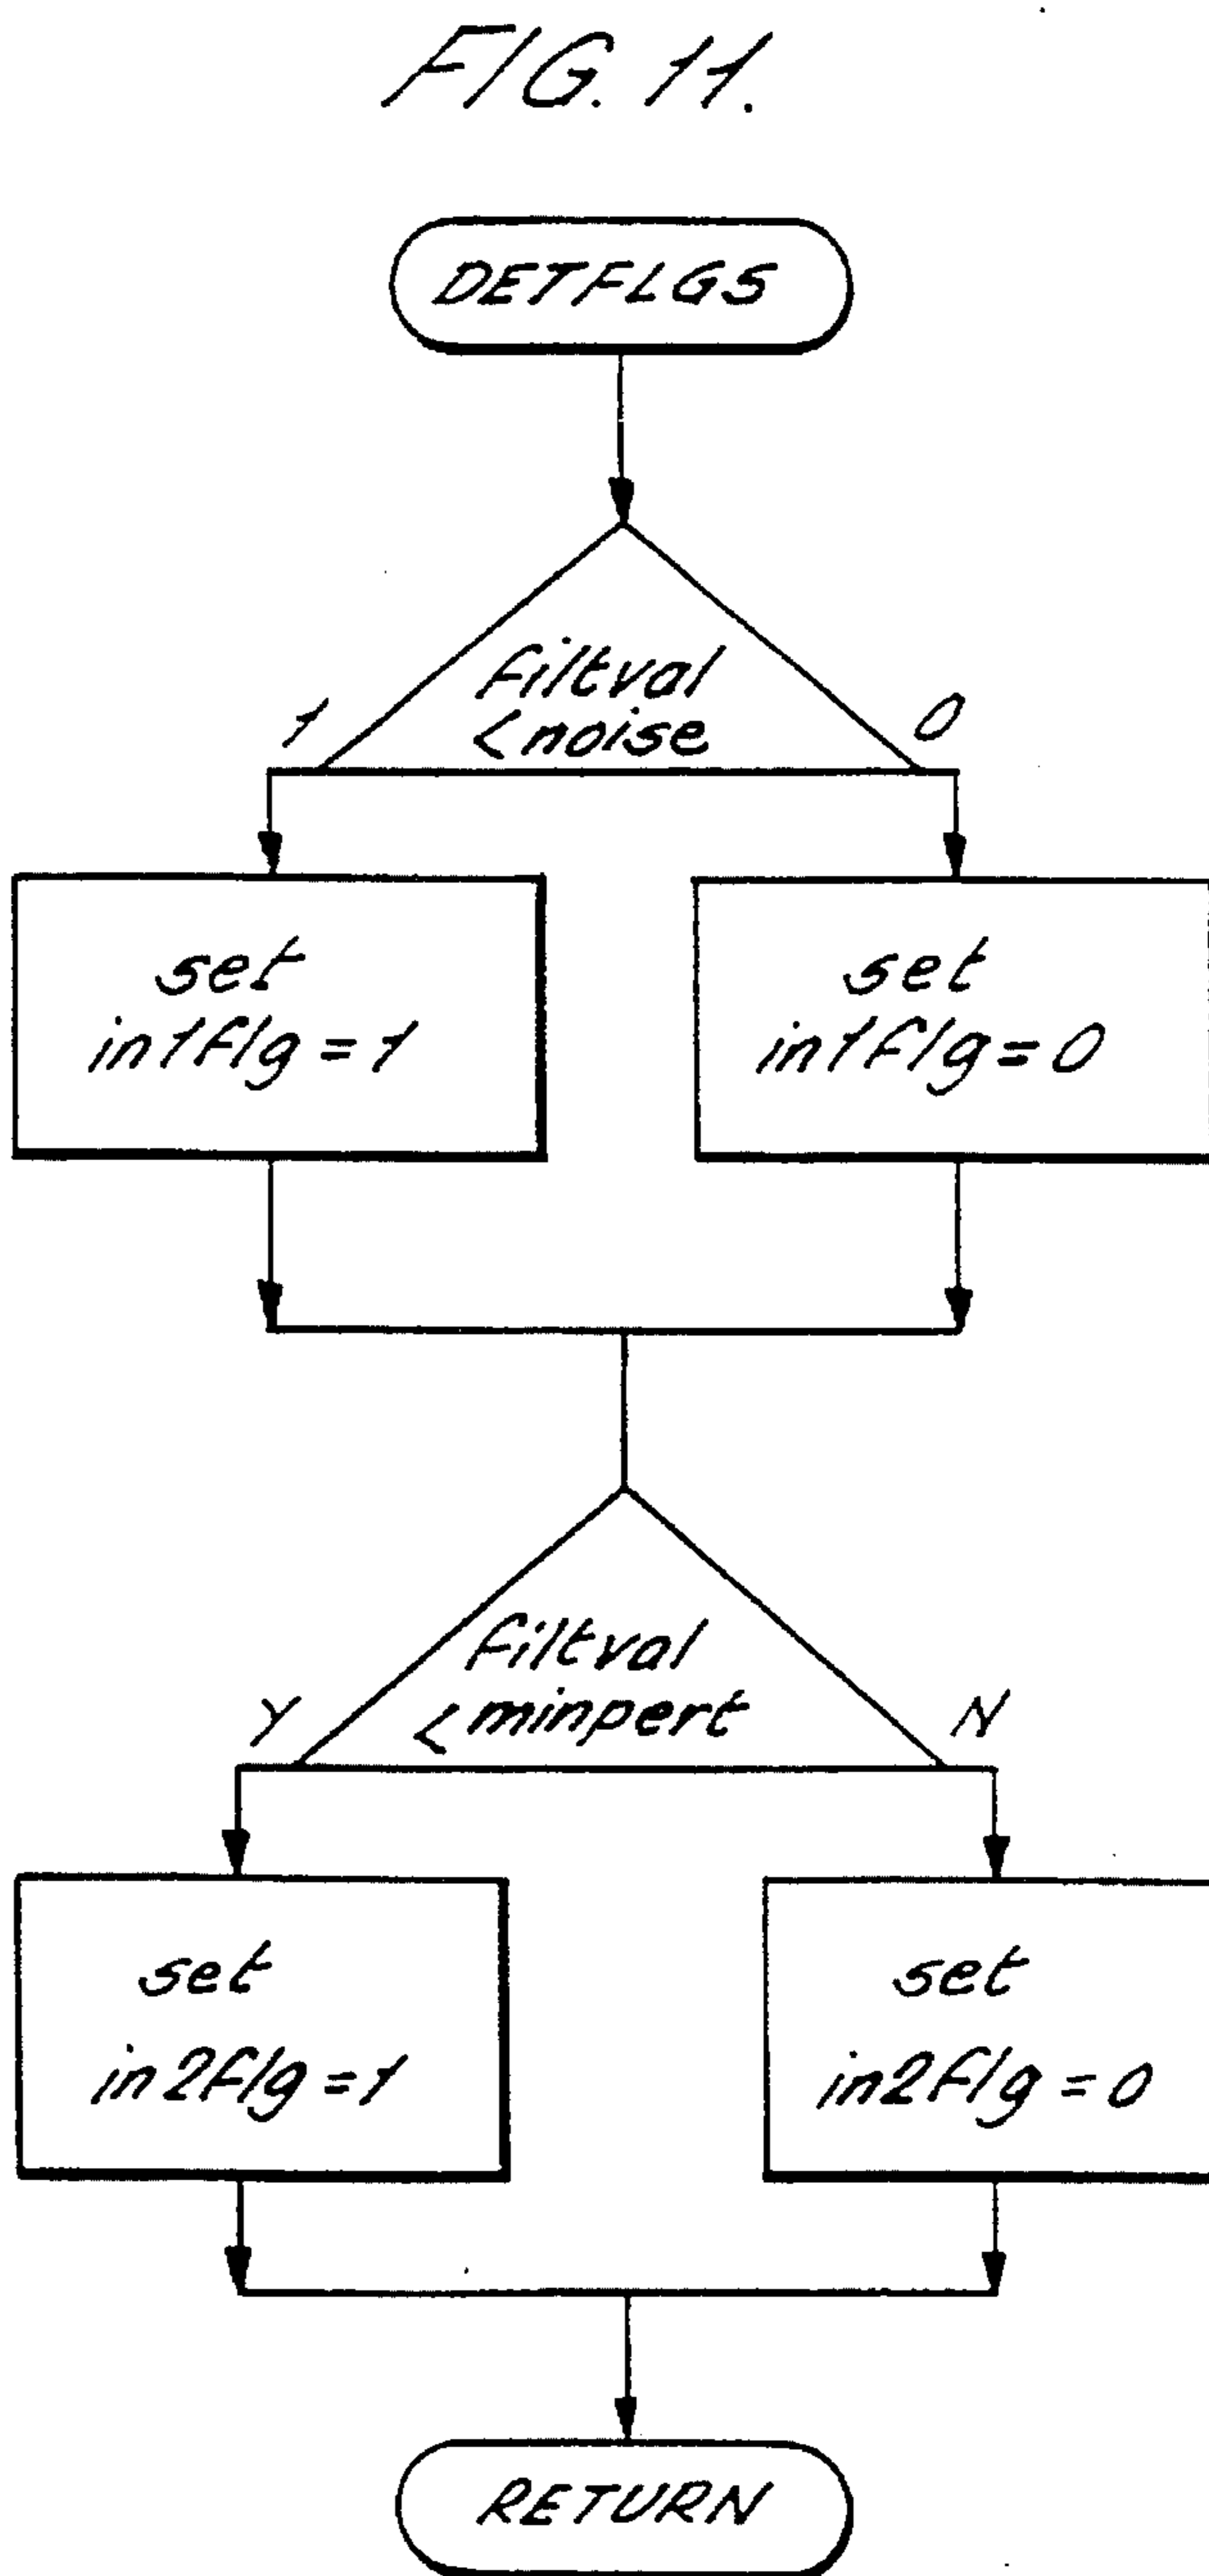 FIG. 11.
DETFLGS
filtval
<noise
1
0
set
in1flg = 1
set
in1flg = 0
filtval
<minpert
Y
N
set
in2flg = 1
set
in2flg = 0
RETURN